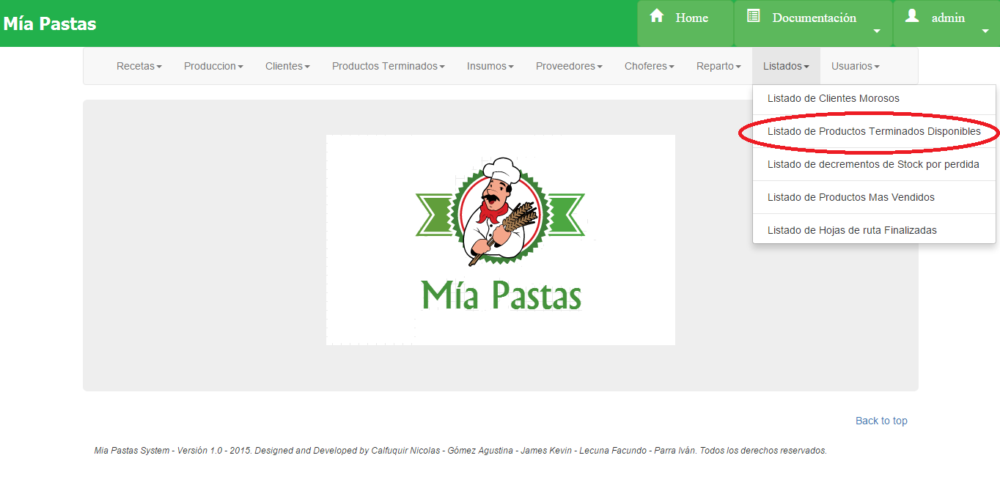 Mía Pastas
Home
Documentación
admin
Recetas
Produccion
Clientes
Productos Terminados
Insumos
Proveedores
Choferes
Reparto
Listados
Usuarios
Listado de Clientes Morosos
Listado de Productos Terminados Disponibles
Listado de decrementos de Stock por perdida
Listado de Productos Mas Vendidos
Listado de Hojas de ruta Finalizadas
Mía Pastas
Back to top
Mia Pastas System - Versión 1.0 - 2015. Designed and Developed by Calfuquir Nicolas - Gómez Agustina - James Kevin - Lecuna Facundo - Parra Iván. Todos los derechos reservados.